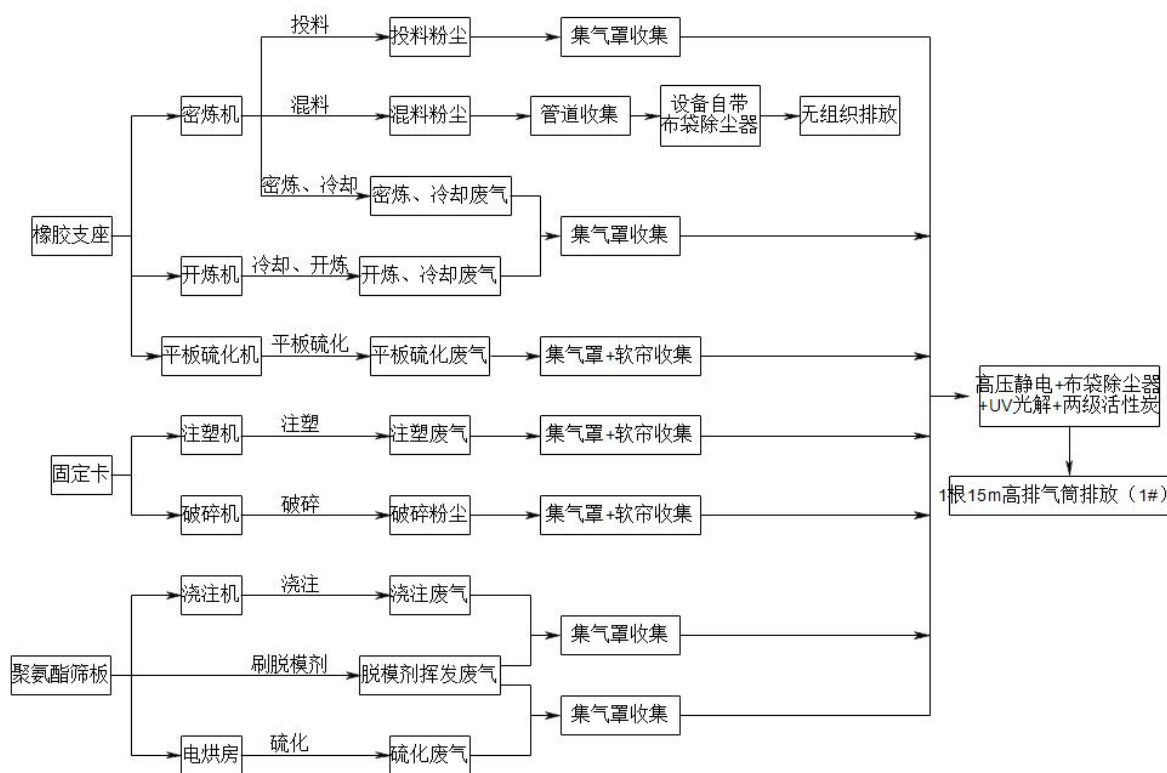 投料
投料粉尘
集气罩收集
密炼机
混料
混料粉尘
管道收集
设备自带
布袋除尘器
无组织排放
密炼、冷却
密炼、冷却废气
橡胶支座
集气罩收集
开炼机
冷却、开炼
开炼、冷却废气
平板硫化机
平板硫化
平板硫化废气
集气罩+软帘收集
高压静电+布袋除尘器
+UV光解+两级活性炭
注塑机
注塑
注塑废气
集气罩+软帘收集
固定卡
1根15m高排气筒排放（1#）
破碎机
破碎
破碎粉尘
集气罩+软帘收集
浇注机
浇注
浇注废气
集气罩收集
聚氨酯筛板
刷脱模剂
脱模剂挥发废气
集气罩收集
电烘房
硫化
硫化废气